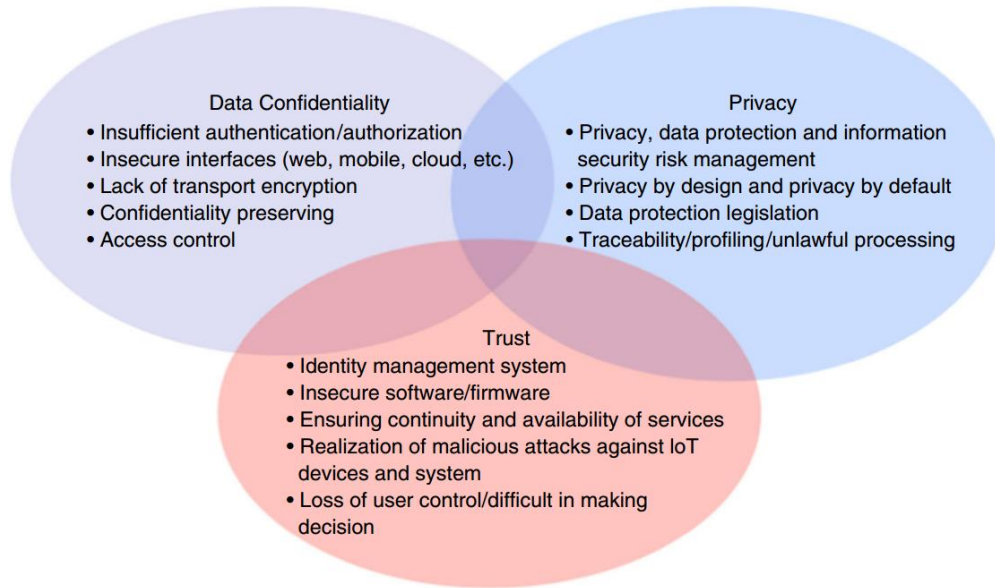 Data Confidentiality
• Insufficient authentication/authorization
• Insecure interfaces (web, mobile, cloud, etc.)
• Lack of transport encryption
• Confidentiality preserving
• Access control
Privacy
• Privacy, data protection and information
security risk management
• Privacy by design and privacy by default
• Data protection legislation
• Traceability/profiling/unlawful processing
Trust
• Identity management system
• Insecure software/firmware
• Ensuring continuity and availability of services
• Realization of malicious attacks against IoT
devices and system
• Loss of user control/difficult in making
decision